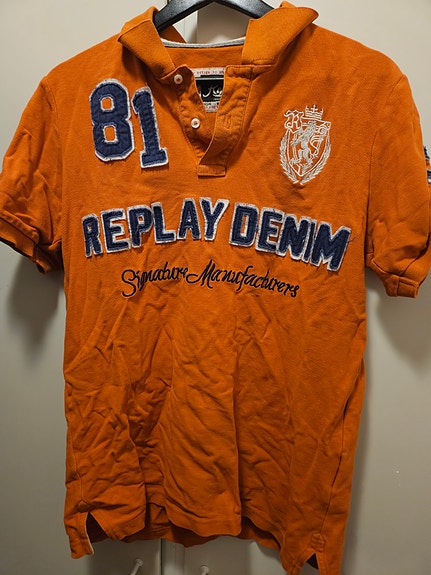 81
REPLAY DENIM
Signature Manufacturers